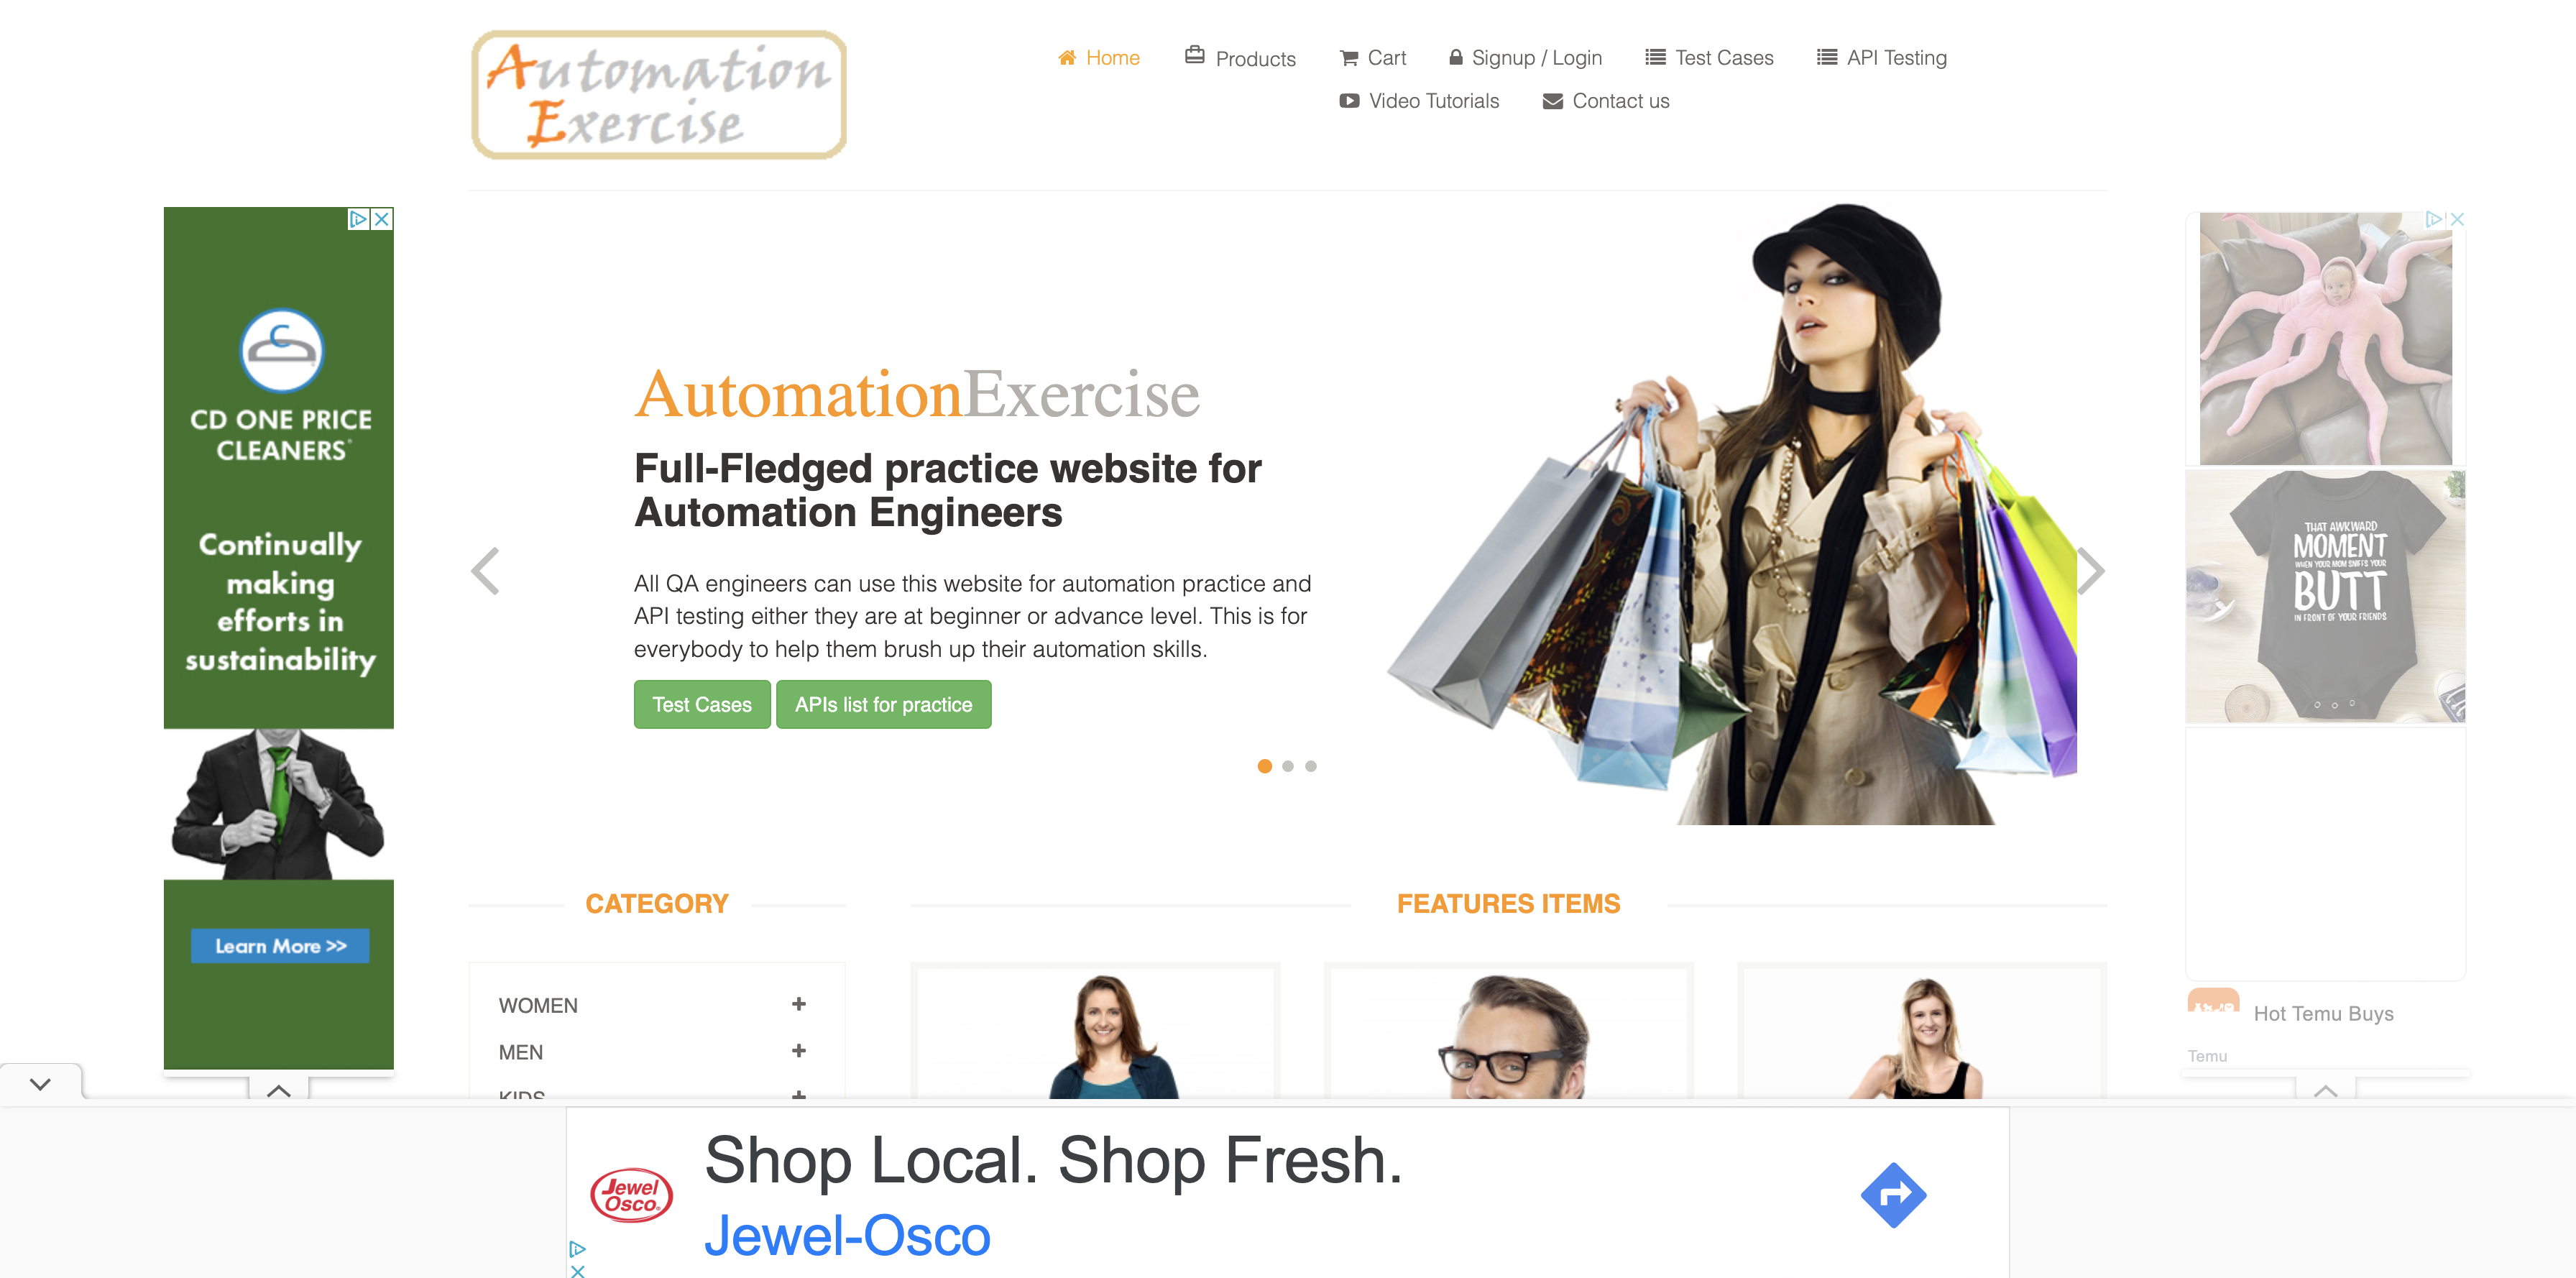 Automation
Exercise
Home
Products
Cart
Signup / Login
Test Cases
API Testing
Video Tutorials
Contact us
CD ONE PRICE
CLEANERS
Continually
making
efforts in
sustainability
Learn More >>
AutomationExercise
Full-Fledged practice website for
Automation Engineers
All QA engineers can use this website for automation practice and
API testing either they are at beginner or advance level. This is for
everybody to help them brush up their automation skills.
Test Cases
APIs list for practice
THAT AWKWARD
MOMENT
WHEN YOUR MOM SNIFFS YOUR
BUTT
IN FRONT OF YOUR FRIENDS
Hot Temu Buys
Temu
CATEGORY
WOMEN
MEN
KIDS
FEATURES ITEMS
Jewel
Osco
Shop Local. Shop Fresh.
Jewel-Osco